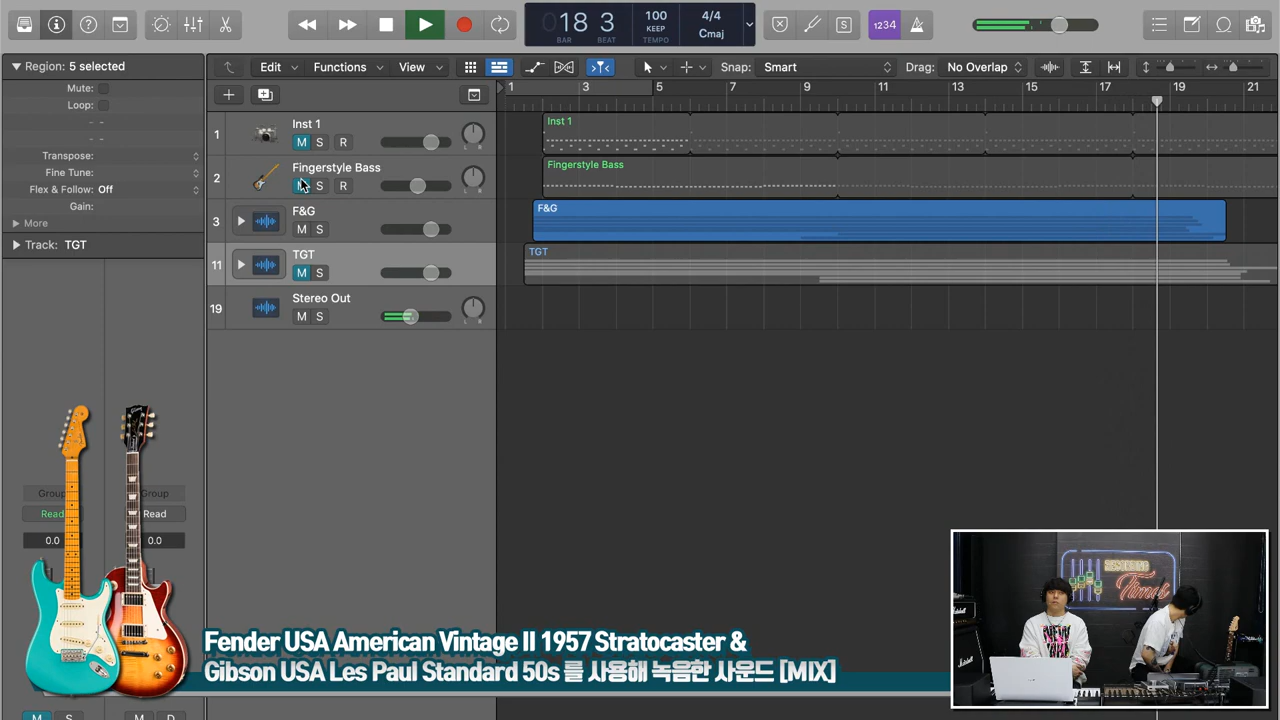 18 3
BAR BEAT
100
KEEP
TEMPO
4/4
Cmaj
1234
Region: 5 selected
Mute:
Loop:
Transpose:
Fine Tune:
Flex & Follow: Off
Gain:
More
Track: TGT
Edit
Functions
View
Snap: Smart
Drag: No Overlap
1 3 5 7 9 11 13 15 17 19 21
1
Inst 1
M S R
Inst 1
2
Fingerstyle Bass
M S R
Fingerstyle Bass
3
F&G
M S
F&G
11
TGT
M S
TGT
19
Stereo Out
M S
Group
Group
Read
Read
0.0
0.0
Fender USA American Vintage II 1957 Stratocaster &
Gibson USA Les Paul Standard 50s 를 사용해 녹음한 사운드 [MIX]
M S M D